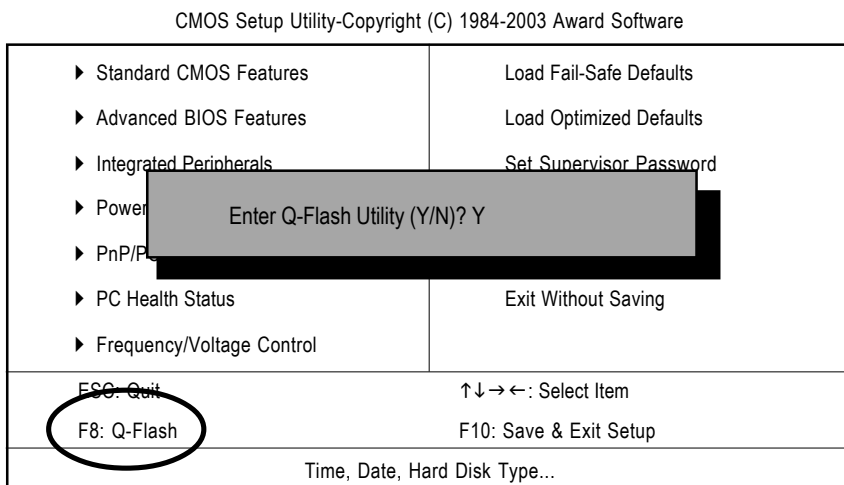 CMOS Setup Utility-Copyright (C) 1984-2003 Award Software
Standard CMOS Features
Advanced BIOS Features
Integrated Peripherals
Power
PnP/P
PC Health Status
Frequency/Voltage Control
Load Fail-Safe Defaults
Load Optimized Defaults
Set Supervisor Password
Exit Without Saving
Enter Q-Flash Utility (Y/N)? Y
ESC: Quit
↑↓→←: Select Item
F8: Q-Flash
F10: Save & Exit Setup
Time, Date, Hard Disk Type...